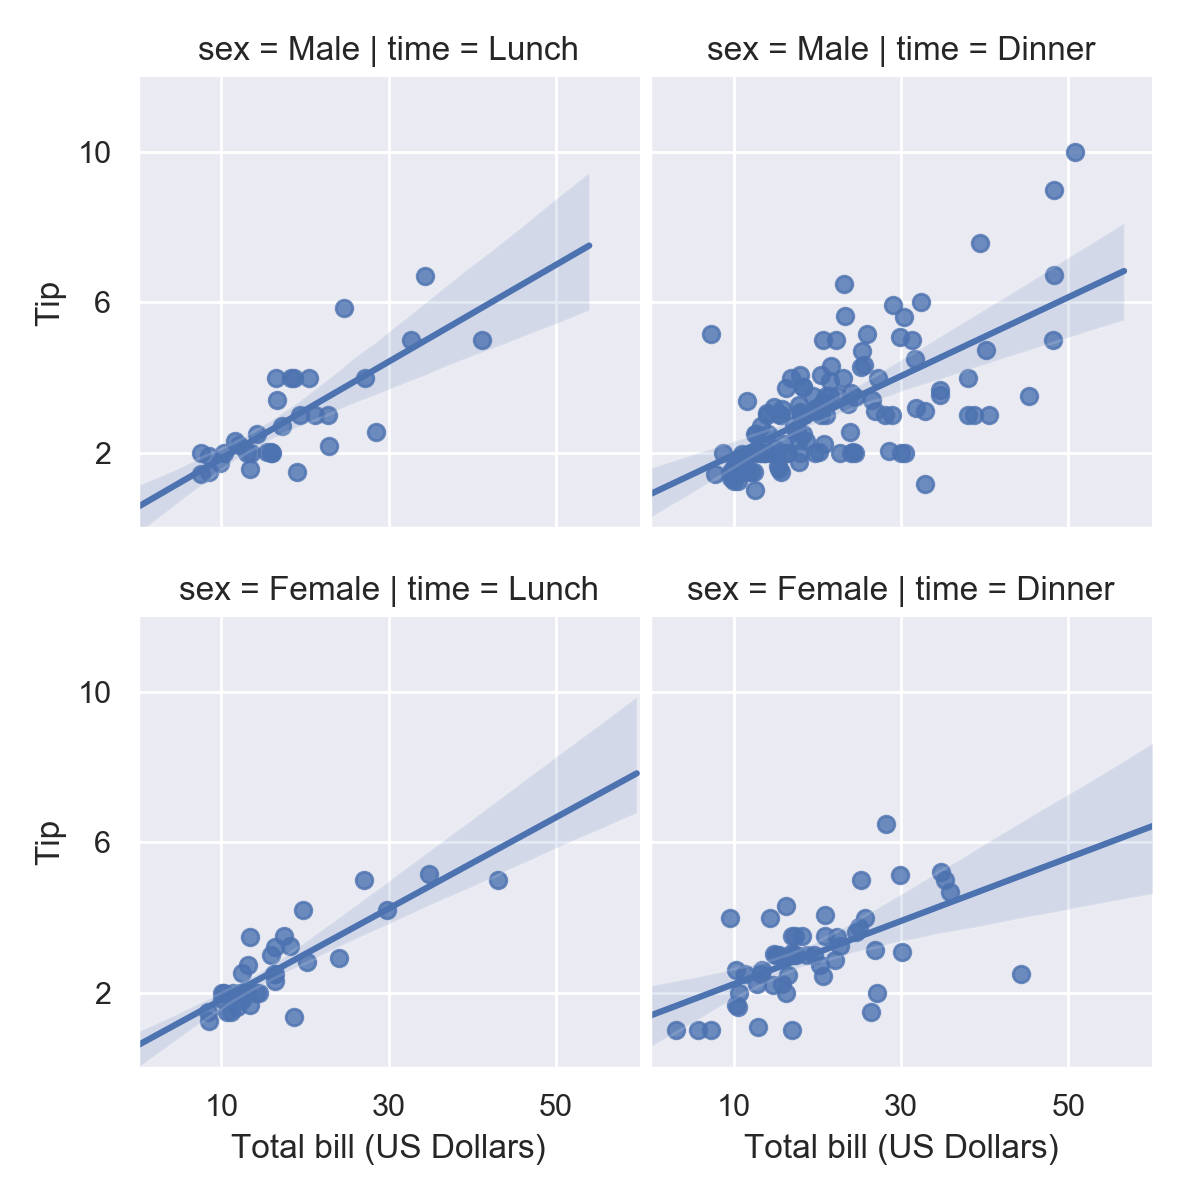 sex = Male | time = Lunch
sex = Male | time = Dinner
10
6
2
Tip
sex = Female | time = Lunch
sex = Female | time = Dinner
10
6
2
Tip
10 30 50
10 30 50
Total bill (US Dollars)
Total bill (US Dollars)